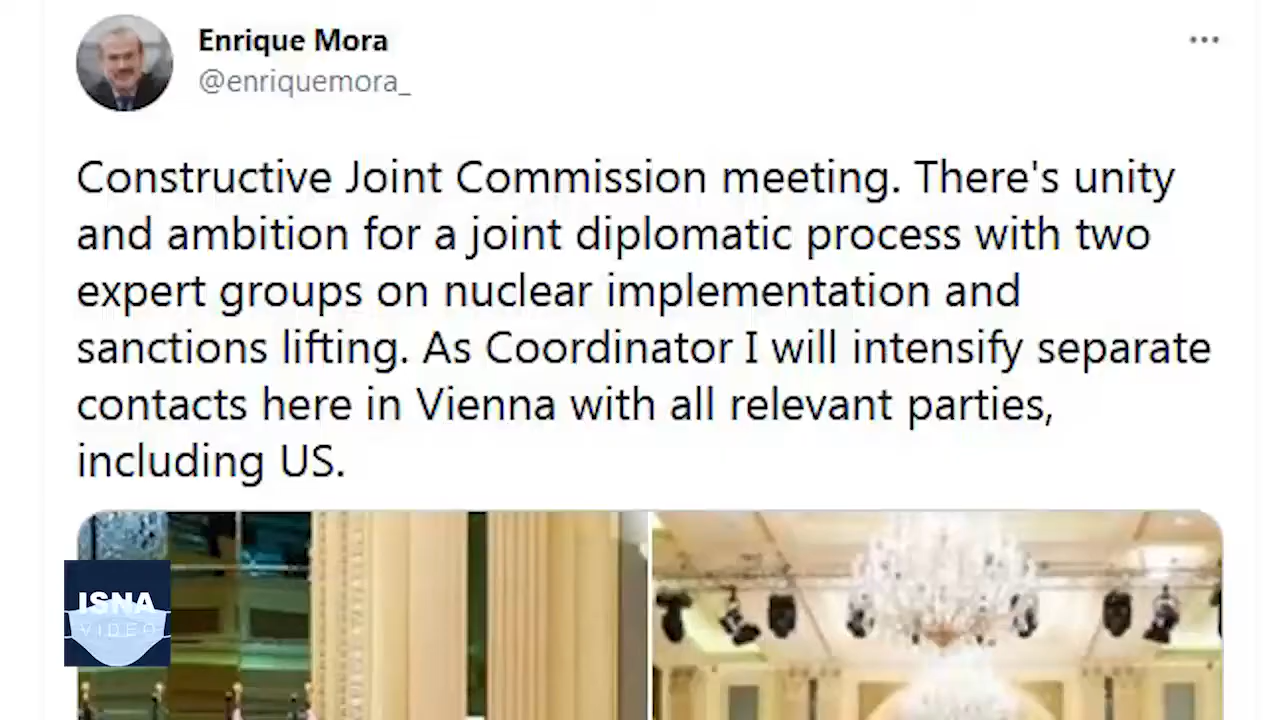 Enrique Mora
@enriquemora_
Constructive Joint Commission meeting. There's unity
and ambition for a joint diplomatic process with two
expert groups on nuclear implementation and
sanctions lifting. As Coordinator I will intensify separate
contacts here in Vienna with all relevant parties,
including US.
ISNA
VIDEO